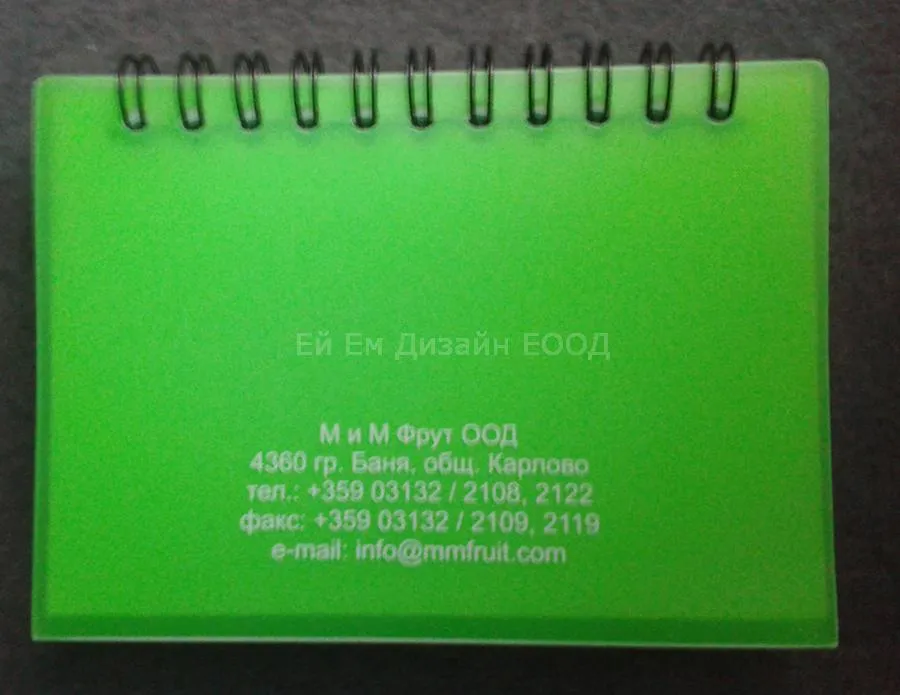 Ей Ем Дизайн ЕООД
М и М Фрут ООД
4360 гр. Баня, общ. Карлово
тел.: +359 03132 / 2108, 2122
факс: +359 03132 / 2109, 2119
e-mail: info@mmfruit.com